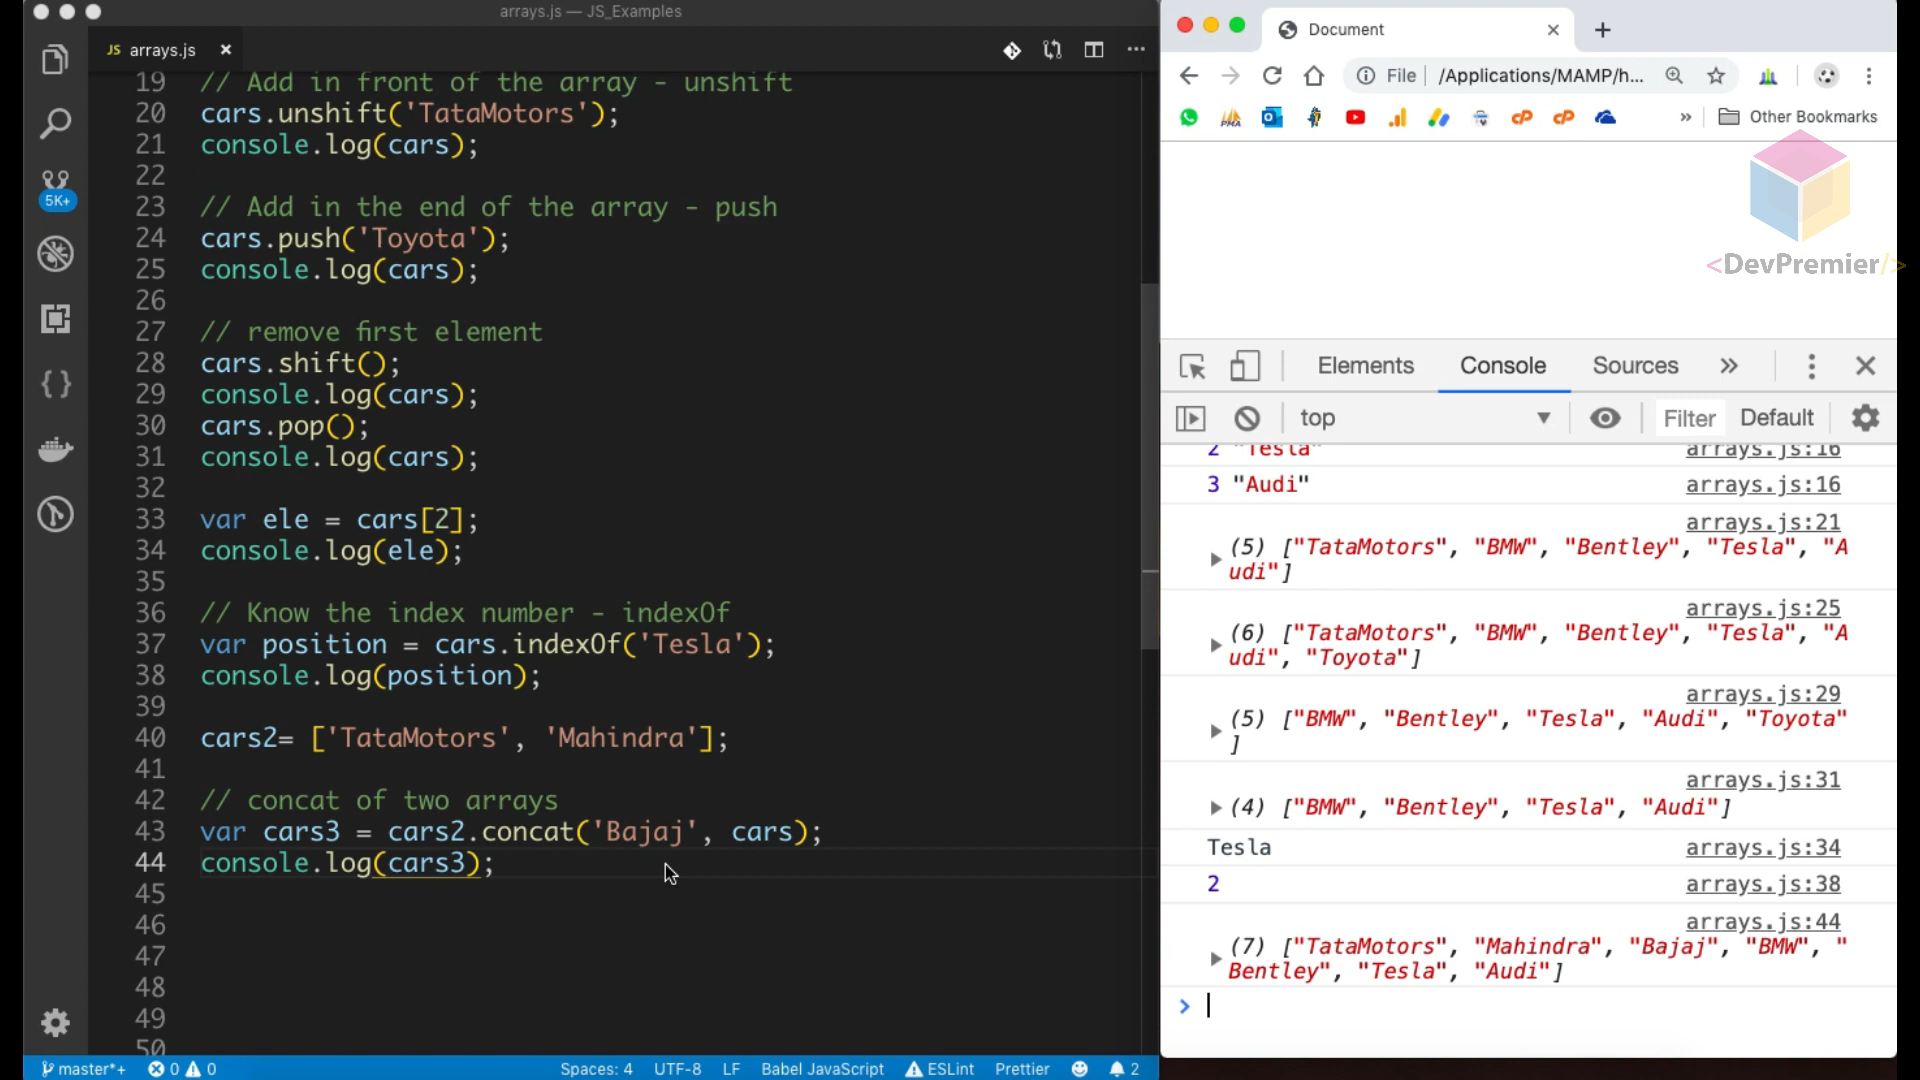 arrays.js — JS_Examples
JS arrays.js ×
19 // Add in front of the array - unshift
20 cars.unshift('TataMotors');
21 console.log(cars);
22
23 // Add in the end of the array - push
24 cars.push('Toyota');
25 console.log(cars);
26
27 // remove first element
28 cars.shift();
29 console.log(cars);
30 cars.pop();
31 console.log(cars);
32
33 var ele = cars[2];
34 console.log(ele);
35
36 // Know the index number - indexOf
37 var position = cars.indexOf('Tesla');
38 console.log(position);
39
40 cars2= ['TataMotors', 'Mahindra'];
41
42 // concat of two arrays
43 var cars3 = cars2.concat('Bajaj', cars);
44 console.log(cars3);
45
46
47
48
49
50
5K+
master*+ 0 0 Spaces: 4 UTF-8 LF Babel JavaScript ESLint Prettier 2
Document
File /Applications/MAMP/h...
PMA cP cP » Other Bookmarks
<DevPremier/>
Elements Console Sources »
top Filter Default
2 "Tesla" arrays.js:16
3 "Audi" arrays.js:16
arrays.js:21
(5) ["TataMotors", "BMW", "Bentley", "Tesla", "A
udi"]
arrays.js:25
(6) ["TataMotors", "BMW", "Bentley", "Tesla", "A
udi", "Toyota"]
arrays.js:29
(5) ["BMW", "Bentley", "Tesla", "Audi", "Toyota"
]
arrays.js:31
(4) ["BMW", "Bentley", "Tesla", "Audi"]
Tesla arrays.js:34
2 arrays.js:38
arrays.js:44
(7) ["TataMotors", "Mahindra", "Bajaj", "BMW", "
Bentley", "Tesla", "Audi"]
>